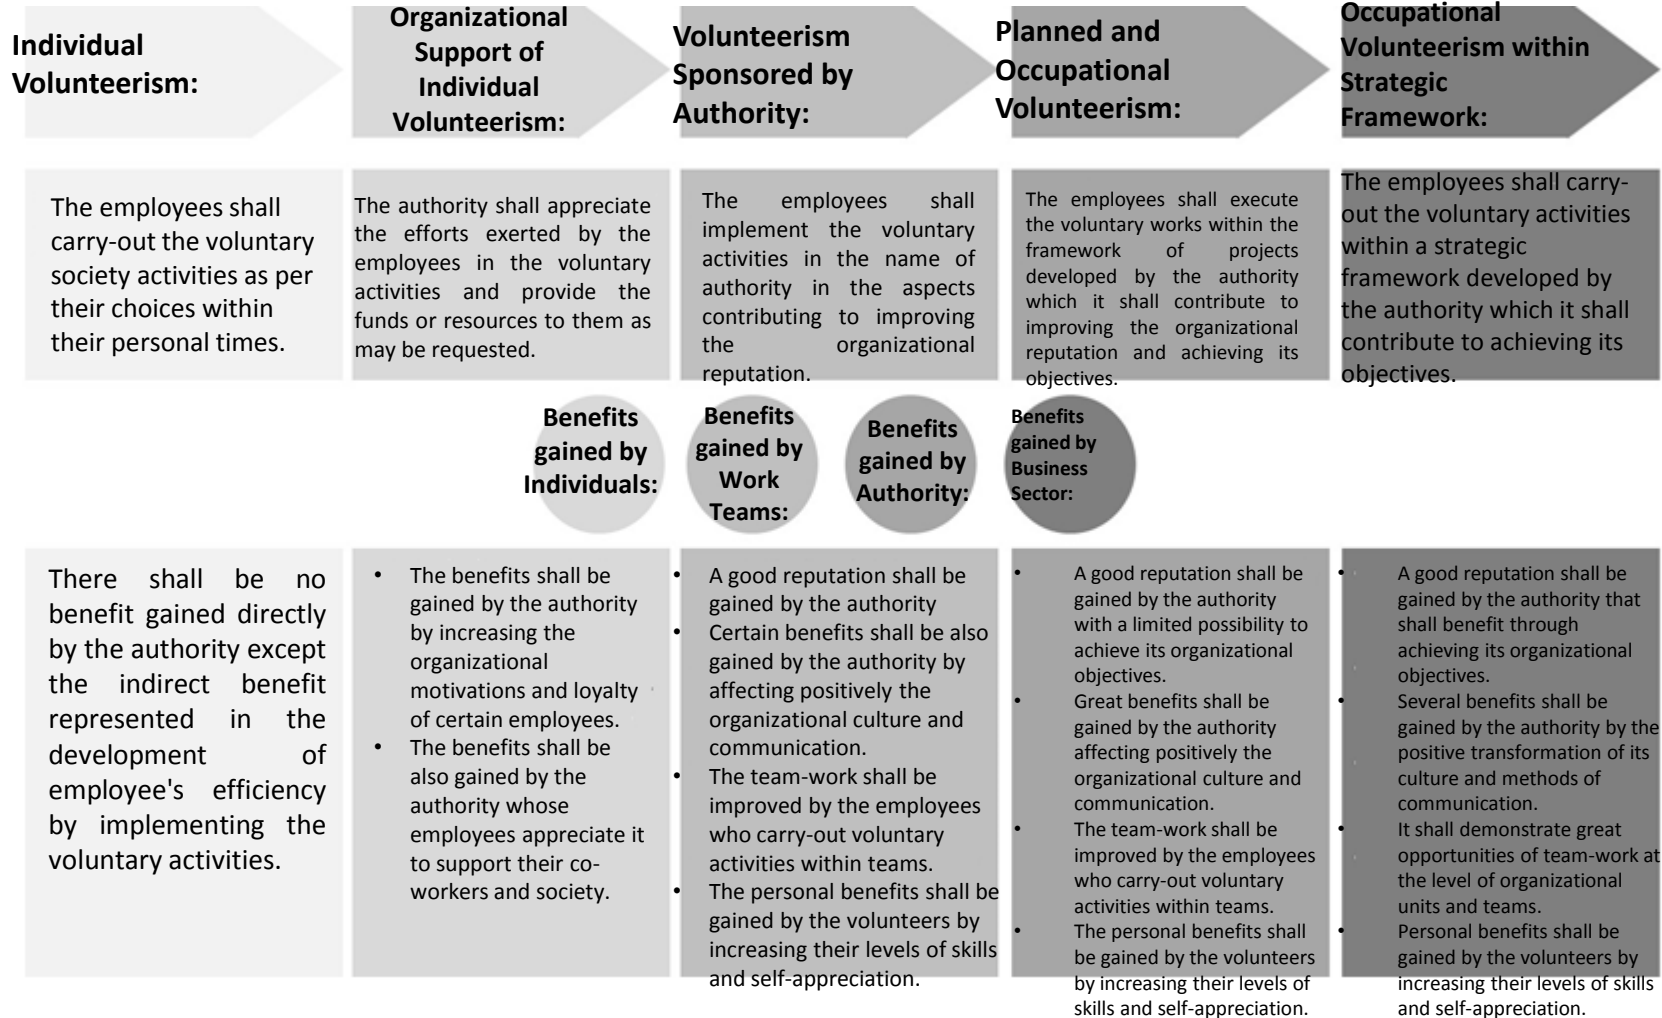 Individual
Volunteerism:
Organizational
Support of
Individual
Volunteerism:
Volunteerism
Sponsored by
Authority:
Planned and
Occupational
Volunteerism:
Occupational
Volunteerism within
Strategic
Framework:
The employees shall
carry-out the voluntary
society activities as per
their choices within
their personal times.
The authority shall appreciate
the efforts exerted by the
employees in the voluntary
activities and provide the
funds or resources to them as
may be requested.
The employees shall
implement the voluntary
activities in the name of
authority in the aspects
contributing to improving
the organizational
reputation.
The employees shall execute
the voluntary works within the
framework of projects
developed by the authority
which it shall contribute to
improving the organizational
reputation and achieving its
objectives.
The employees shall carry-
out the voluntary activities
within a strategic
framework developed by
the authority which it shall
contribute to achieving its
objectives.
Benefits
gained by
Individuals:
Benefits
gained by
Work
Teams:
Benefits
gained by
Authority:
Benefits
gained by
Business
Sector:
There shall be no
benefit gained directly
by the authority except
the indirect benefit
represented in the
development of
employee's efficiency
by implementing the
voluntary activities.
• The benefits shall be
gained by the authority
by increasing the
organizational
motivations and loyalty
of certain employees.
• The benefits shall be
also gained by the
authority whose
employees appreciate it
to support their co-
workers and society.
• A good reputation shall be
gained by the authority
• Certain benefits shall be also
gained by the authority by
affecting positively the
organizational culture and
communication.
• The team-work shall be
improved by the employees
who carry-out voluntary
activities within teams.
• The personal benefits shall be
gained by the volunteers by
increasing their levels of skills
and self-appreciation.
• A good reputation shall be
gained by the authority
with a limited possibility to
achieve its organizational
objectives.
• Great benefits shall be
gained by the authority
affecting positively the
organizational culture and
communication.
• The team-work shall be
improved by the employees
who carry-out voluntary
activities within teams.
• The personal benefits shall
be gained by the volunteers
by increasing their levels of
skills and self-appreciation.
• A good reputation shall be
gained by the authority that
shall benefit through
achieving its organizational
objectives.
• Several benefits shall be
gained by the authority by the
positive transformation of its
culture and methods of
communication.
• It shall demonstrate great
opportunities of team-work at
the level of organizational
units and teams.
• Personal benefits shall be
gained by the volunteers by
increasing their levels of skills
and self-appreciation.